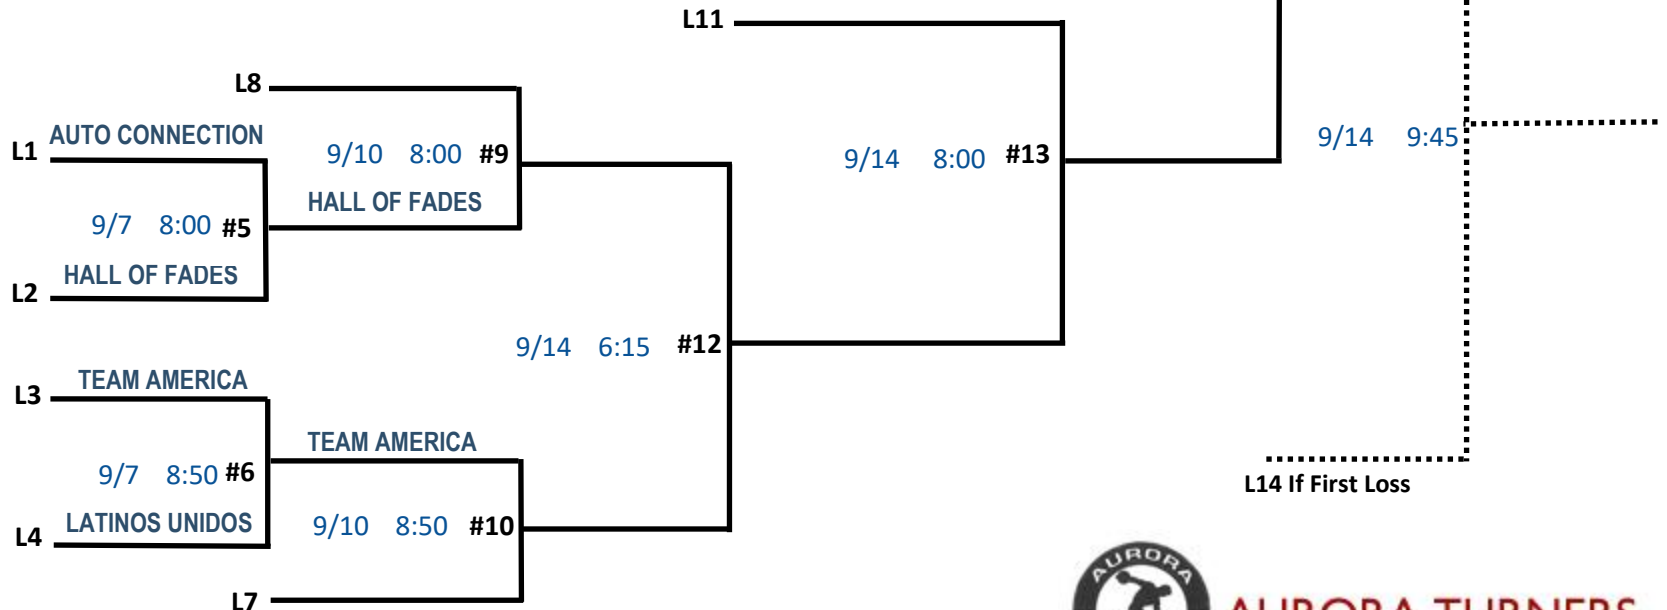 L11
L8
L1 AUTO CONNECTION
9/10 8:00 #9
9/14 8:00 #13
9/14 9:45
HALL OF FADES
9/7 8:00 #5
HALL OF FADES
L2
9/14 6:15 #12
L3 TEAM AMERICA
TEAM AMERICA
9/7 8:50 #6
L14 If First Loss
L4 LATINOS UNIDOS
9/10 8:50 #10
L7
AURORA
AURORA TURNERS